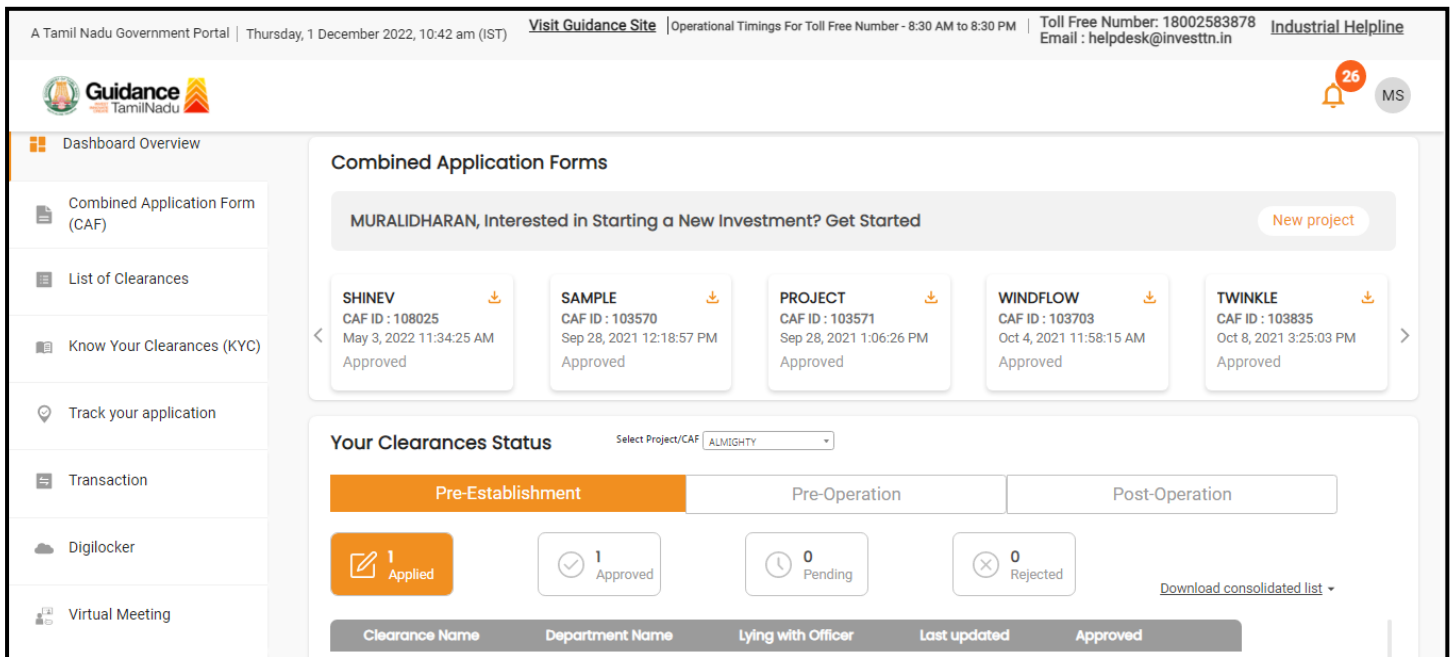 A Tamil Nadu Government Portal | Thursday, 1 December 2022, 10:42 am (IST) Visit Guidance Site | Operational Timings For Toll Free Number - 8:30 AM to 8:30 PM | Toll Free Number: 18002583878 Industrial Helpline
Email : helpdesk@investtn.in
Guidance
TamilNadu
26
MS
Dashboard Overview
Combined Application Form
(CAF)
List of Clearances
Know Your Clearances (KYC)
Track your application
Transaction
Digilocker
Virtual Meeting
Combined Application Forms
MURALIDHARAN, Interested in Starting a New Investment? Get Started New project
SHINEV
CAF ID : 108025
May 3, 2022 11:34:25 AM
Approved
SAMPLE
CAF ID : 103570
Sep 28, 2021 12:18:57 PM
Approved
PROJECT
CAF ID : 103571
Sep 28, 2021 1:06:26 PM
Approved
WINDFLOW
CAF ID : 103703
Oct 4, 2021 11:58:15 AM
Approved
TWINKLE
CAF ID : 103835
Oct 8, 2021 3:25:03 PM
Approved
Your Clearances Status Select Project/CAF ALMIGHTY
Pre-Establishment Pre-Operation Post-Operation
1
Applied
1
Approved
0
Pending
0
Rejected
Download consolidated list
Clearance Name Department Name Lying with Officer Last updated Approved